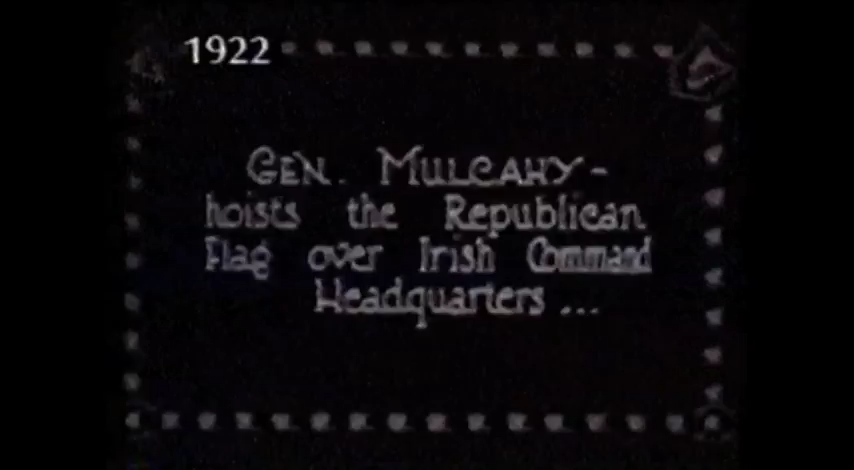 1922
GEN. MULCAHY-
hoists the Republican
Flag over Irish Command
Headquarters...